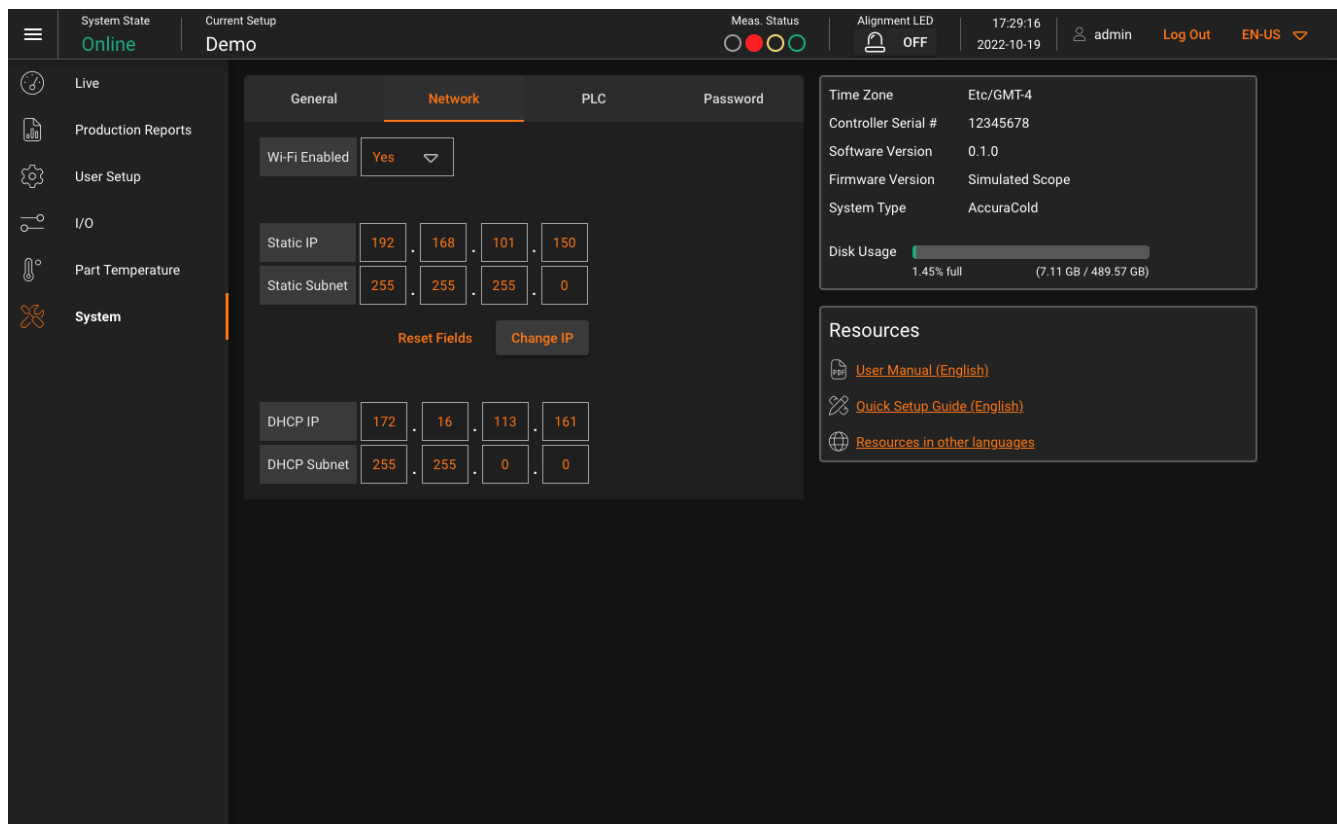 System State
Online
Current Setup
Demo
Meas. Status
Alignment LED
OFF
17:29:16
2022-10-19
admin
Log Out
EN-US
Live
Production Reports
User Setup
I/O
Part Temperature
System
General Network PLC Password
Wi-Fi Enabled Yes
Static IP 192 . 168 . 101 . 150
Static Subnet 255 . 255 . 255 . 0
Reset Fields Change IP
DHCP IP 172 . 16 . 113 . 161
DHCP Subnet 255 . 255 . 0 . 0
Time Zone Etc/GMT-4
Controller Serial # 12345678
Software Version 0.1.0
Firmware Version Simulated Scope
System Type AccuraCold
Disk Usage
1.45% full (7.11 GB / 489.57 GB)
Resources
PDF User Manual (English)
Quick Setup Guide (English)
Resources in other languages